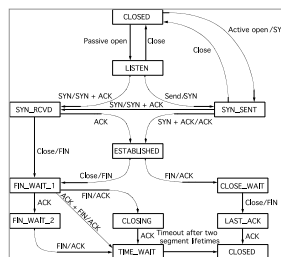 CLOSED
Active open/SY
Passive open
Close
Close
LISTEN
SYN/SYN + ACK
Send/SYN
SYN_RCVD
SYN/SYN + ACK
SYN_SENT
ACK
SYN + ACK/ACK
Close/FIN
ESTABLISHED
Close/FIN
FIN/ACK
FIN_WAIT_1
CLOSE_WAIT
FIN/ACK
ACK
ACK + FIN/ACK
Close/FIN
FIN_WAIT_2
CLOSING
LAST_ACK
ACK
Timeout after two
segment lifetimes
ACK
FIN/ACK
TIME_WAIT
CLOSED